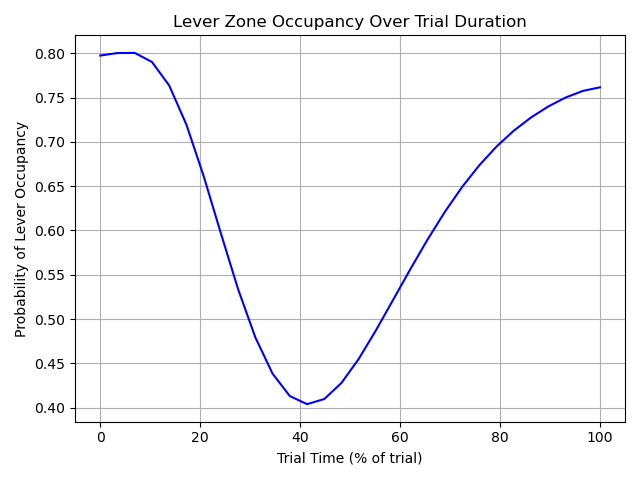 Lever Zone Occupancy Over Trial Duration
Probability of Lever Occupancy
0.80
0.75
0.70
0.65
0.60
0.55
0.50
0.45
0.40
0 20 40 60 80 100
Trial Time (% of trial)